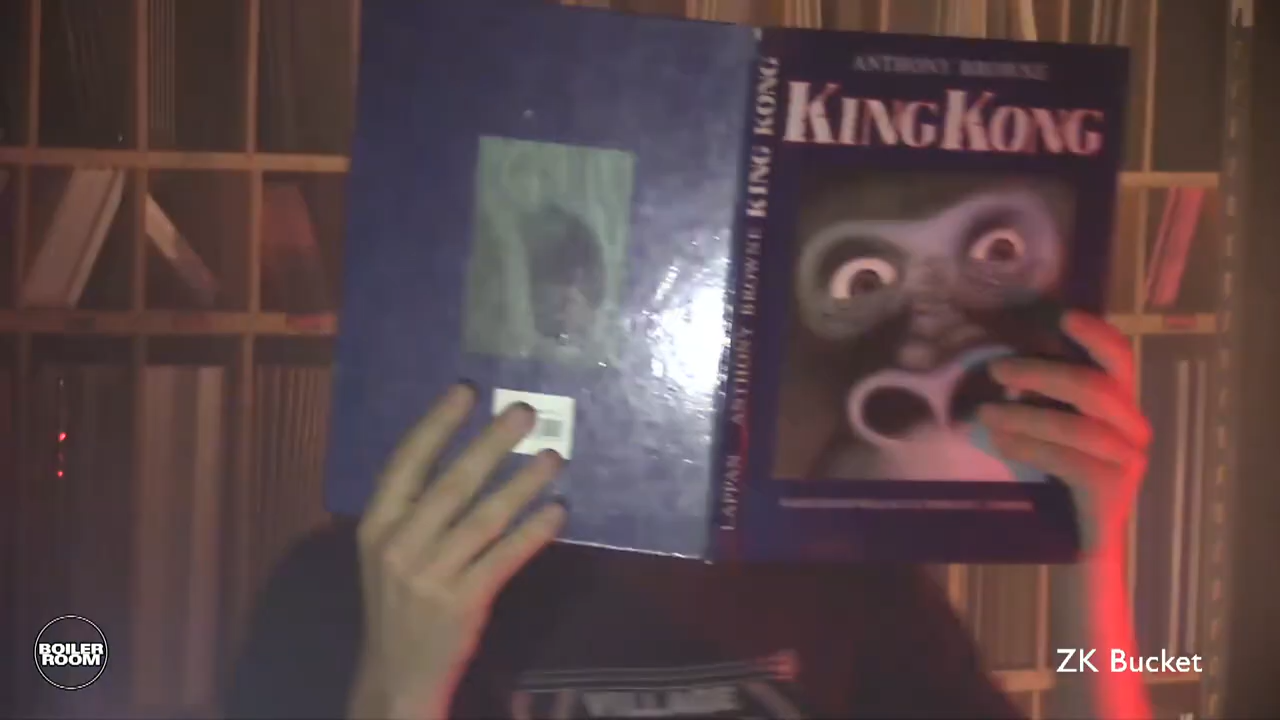 ANTHONY BROWNE
KING KONG
LAPPAN ANTHONY BROWNE KING KONG
BOILER
ROOM
ZK Bucket